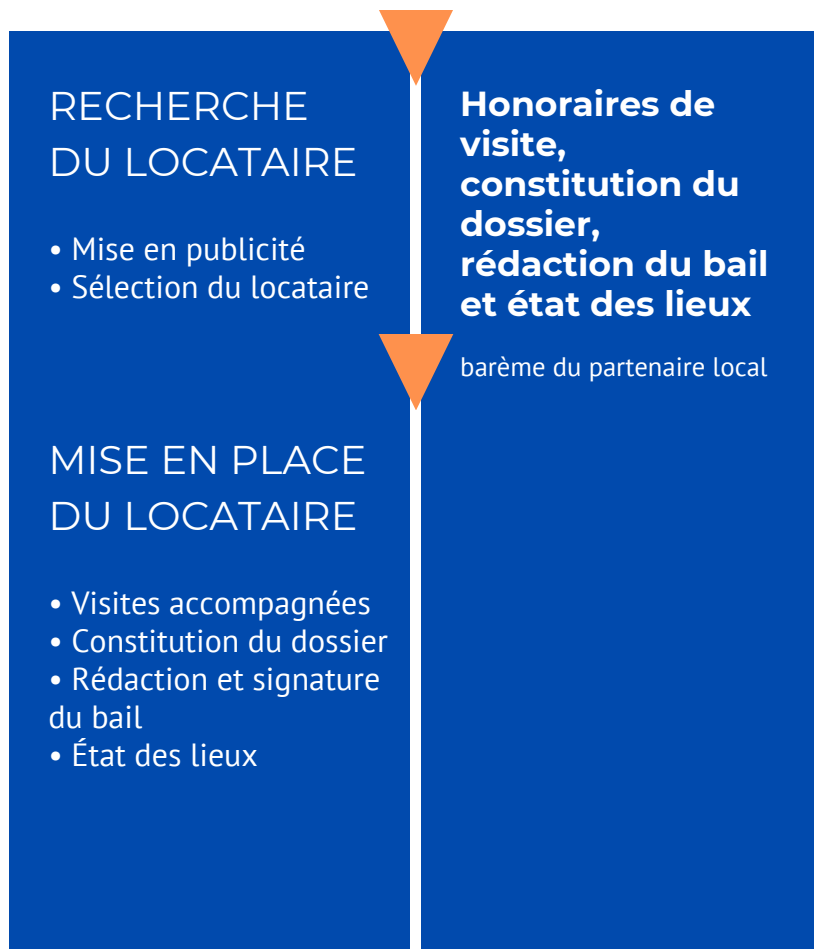 RECHERCHE
DU LOCATAIRE
• Mise en publicité
• Sélection du locataire
MISE EN PLACE
DU LOCATAIRE
• Visites accompagnées
• Constitution du dossier
• Rédaction et signature
du bail
• État des lieux
Honoraires de
visite,
constitution du
dossier,
rédaction du bail
et état des lieux
barème du partenaire local